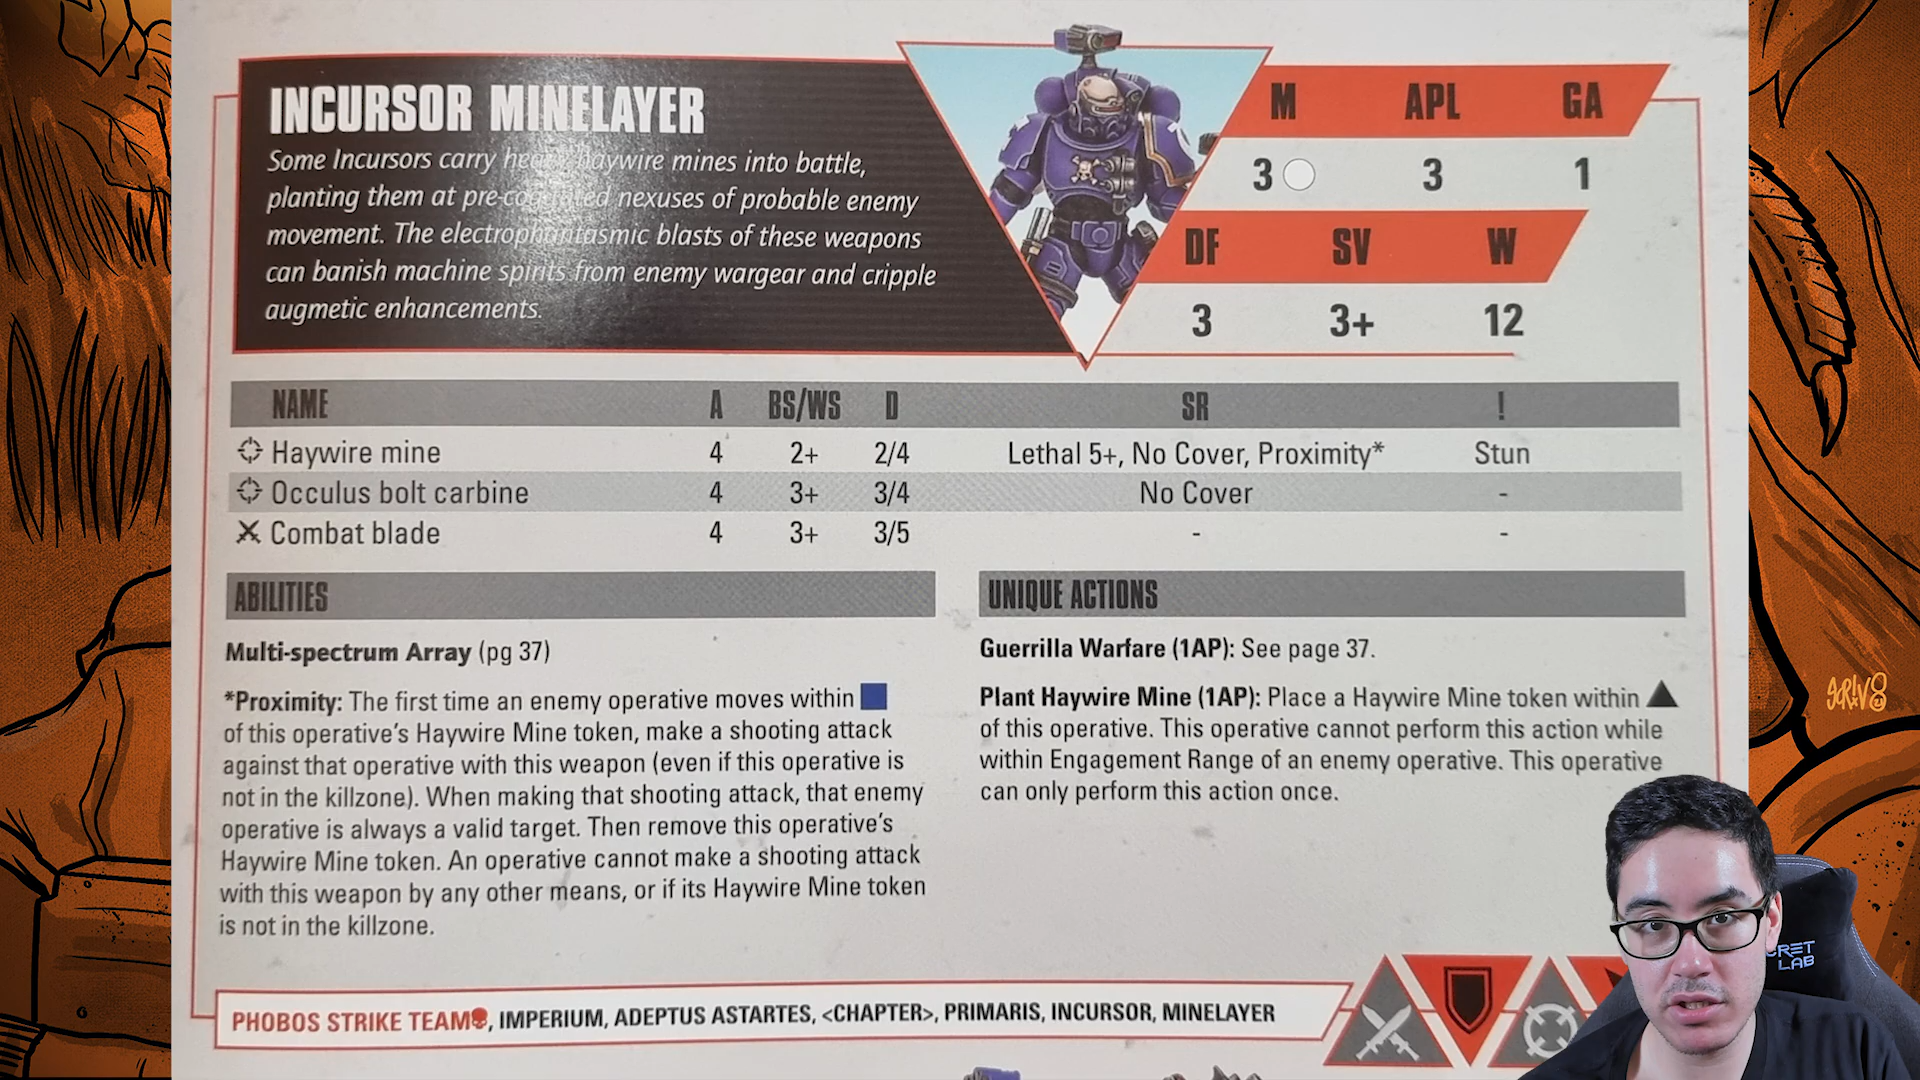 INCURSOR MINELAYER
Some Incursors carry heavy haywire mines into battle,
planting them at pre-computed nexuses of probable enemy
movement. The electrophantasmic blasts of these weapons
can banish machine spirits from enemy wargear and cripple
augmetic enhancements.
M APL GA
3 3 1
DF SV W
3 3+ 12
NAME A BS/WS D SR !
Haywire mine 4 2+ 2/4 Lethal 5+, No Cover, Proximity* Stun
Occulus bolt carbine 4 3+ 3/4 No Cover -
Combat blade 4 3+ 3/5 - -
ABILITIES
Multi-spectrum Array (pg 37)
*Proximity: The first time an enemy operative moves within
of this operative's Haywire Mine token, make a shooting attack
against that operative with this weapon (even if this operative is
not in the killzone). When making that shooting attack, that enemy
operative is always a valid target. Then remove this operative's
Haywire Mine token. An operative cannot make a shooting attack
with this weapon by any other means, or if its Haywire Mine token
is not in the killzone.
UNIQUE ACTIONS
Guerrilla Warfare (1AP): See page 37.
Plant Haywire Mine (1AP): Place a Haywire Mine token within
of this operative. This operative cannot perform this action while
within Engagement Range of an enemy operative. This operative
can only perform this action once.
PHOBOS STRIKE TEAM, IMPERIUM, ADEPTUS ASTARTES, <CHAPTER>, PRIMARIS, INCURSOR, MINELAYER
CRET
LAB